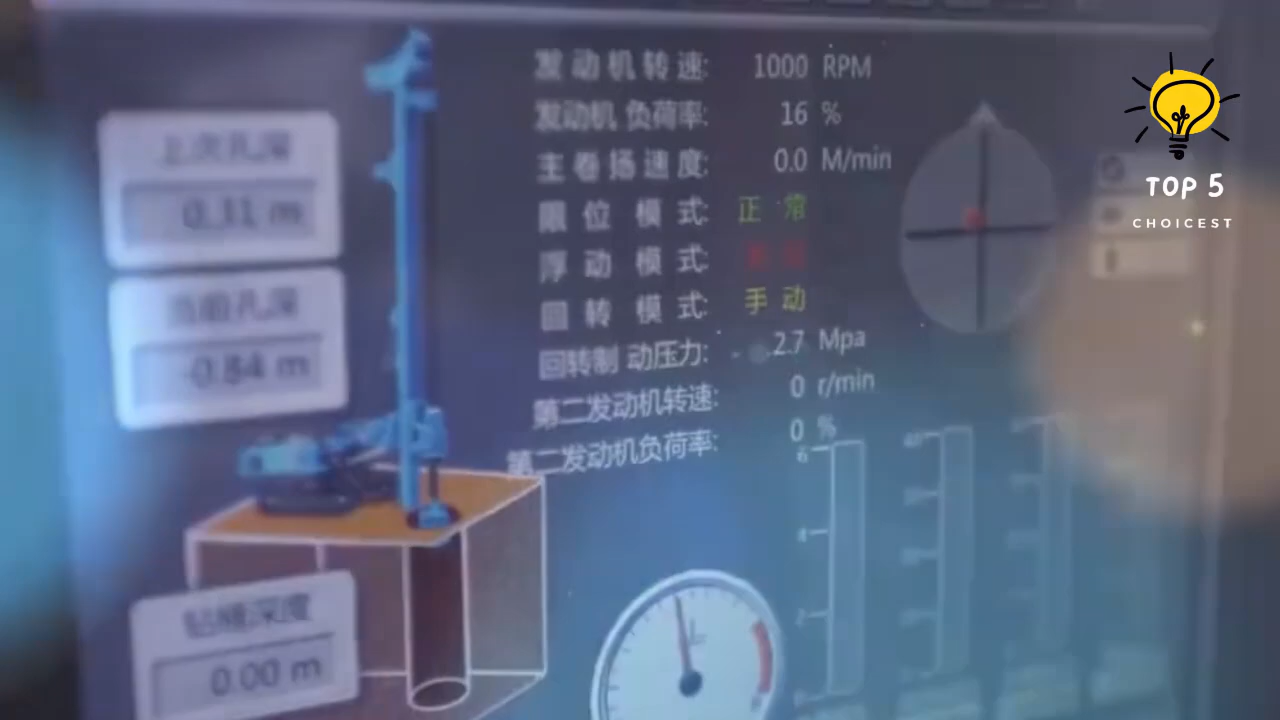 上次孔深
0.31 m
当前孔深
-0.84 m
钻桶深度
0.00 m
发动机转速: 1000 RPM
发动机 负荷率: 16 %
主卷扬速度: 0.0 M/min
限位 模式: 正常
浮动 模式:
回转 模式: 手动
回转制 动压力: 2.7 Mpa
第二发动机转速: 0 r/min
第二发动机负荷率: 0 %
6
4
2
TOP 5
CHOICEST